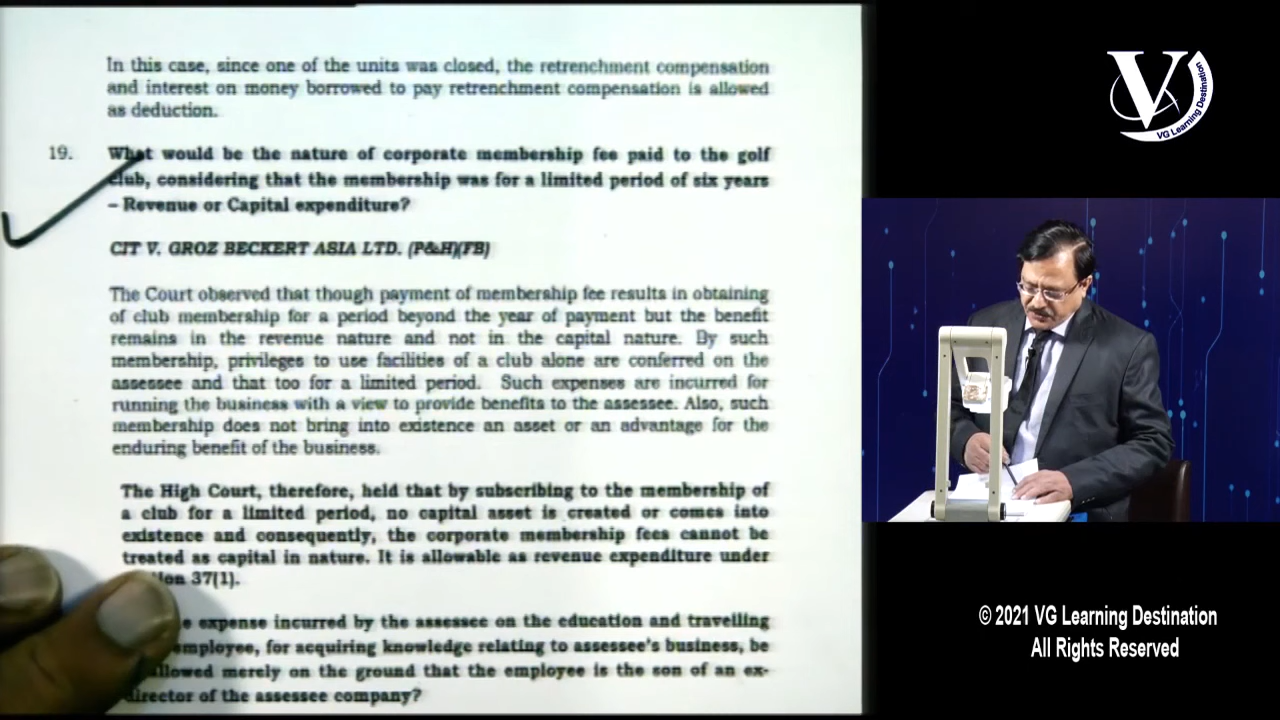 In this case, since one of the units was closed, the retrenchment compensation
and interest on money borrowed to pay retrenchment compensation is allowed
as deduction.
19. What would be the nature of corporate membership fee paid to the golf
club, considering that the membership was for a limited period of six years
– Revenue or Capital expenditure?
CIT V. GROZ BECKERT ASIA LTD. (P&H)(FB)
The Court observed that though payment of membership fee results in obtaining
of club membership for a period beyond the year of payment but the benefit
remains in the revenue nature and not in the capital nature. By such
membership, privileges to use facilities of a club alone are conferred on the
assessee and that too for a limited period. Such expenses are incurred for
running the business with a view to provide benefits to the assessee. Also, such
membership does not bring into existence an asset or an advantage for the
enduring benefit of the business.
The High Court, therefore, held that by subscribing to the membership of
a club for a limited period, no capital asset is created or comes into
existence and consequently, the corporate membership fees cannot be
treated as capital in nature. It is allowable as revenue expenditure under
37(1).
expense incurred by the assessee on the education and travelling
employee, for acquiring knowledge relating to assessee's business, be
merely on the ground that the employee is the son of an ex-
director of the assessee company?
V
VG Learning Destination
© 2021 VG Learning Destination
All Rights Reserved